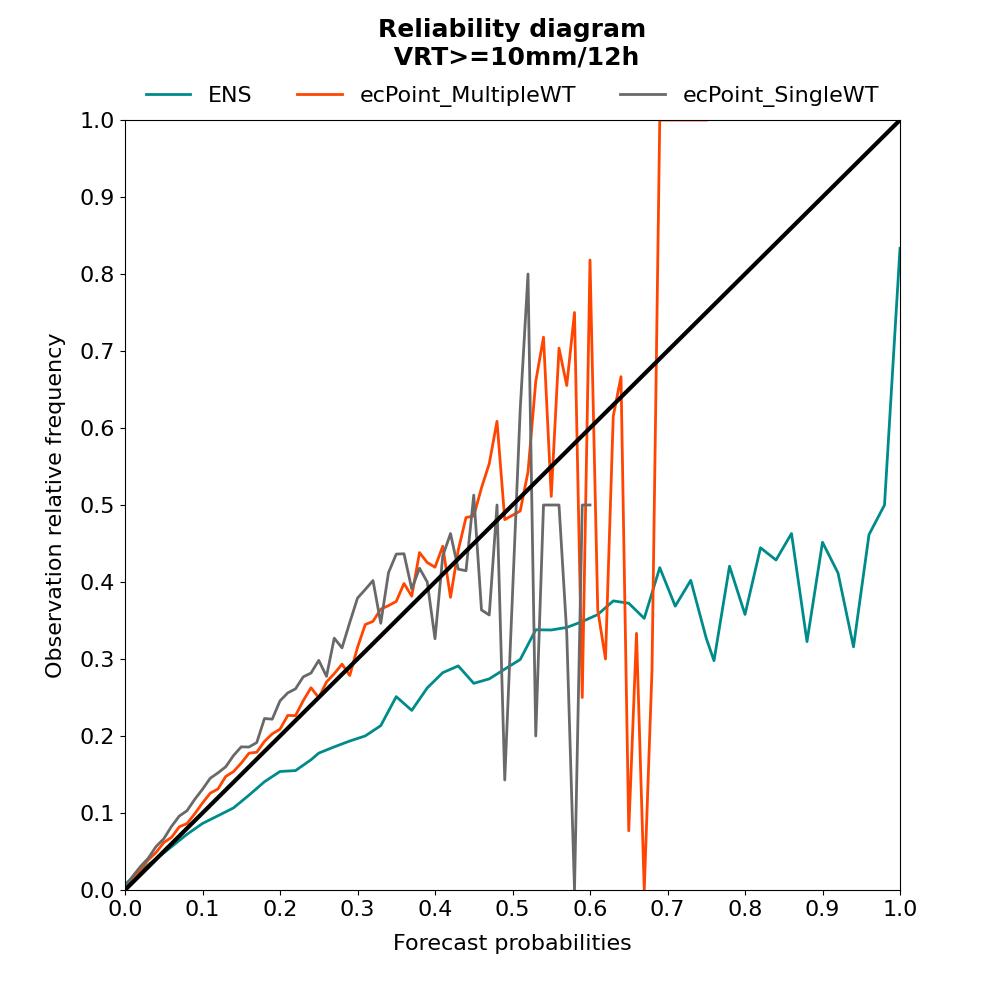 Reliability diagram
VRT>=10mm/12h
ENS ecPoint_MultipleWT ecPoint_SingleWT
1.0
0.9
0.8
0.7
0.6
0.5
0.4
0.3
0.2
0.1
0.0
Observation relative frequency
0.0 0.1 0.2 0.3 0.4 0.5 0.6 0.7 0.8 0.9 1.0
Forecast probabilities